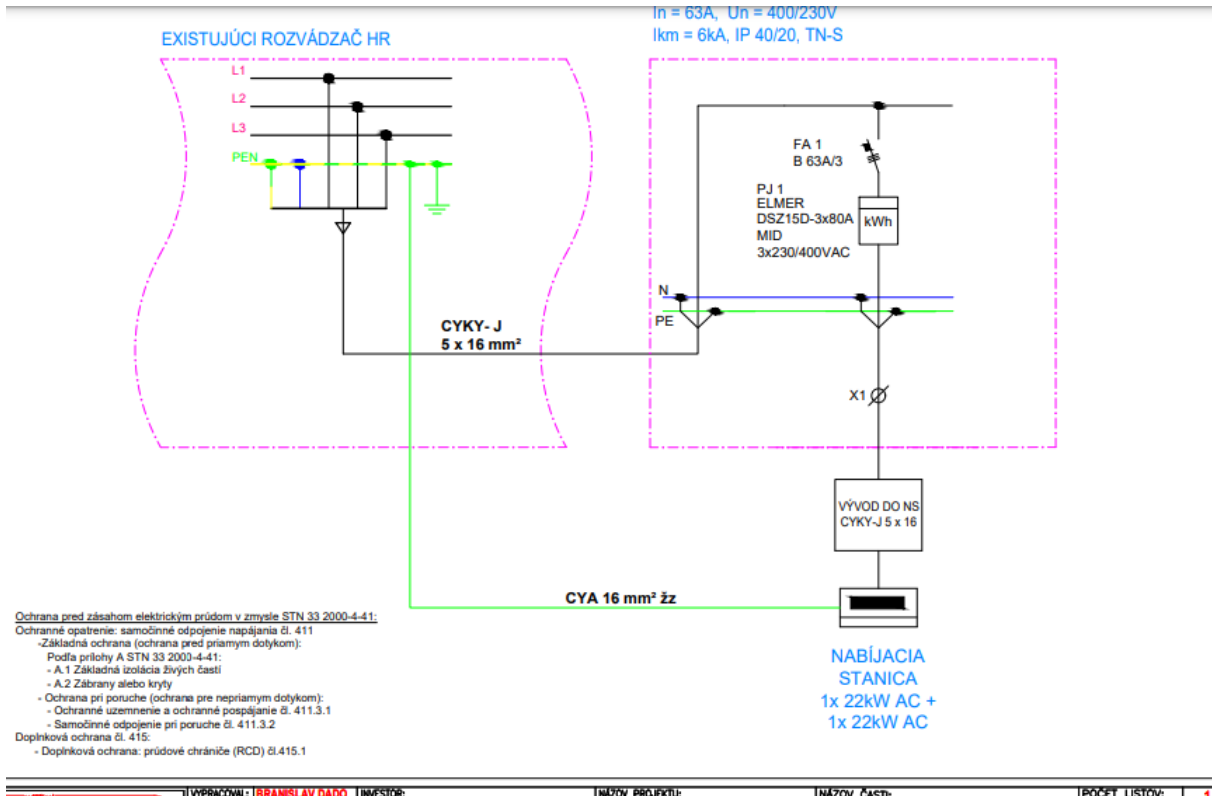 In = 63A, Un = 400/230V
Ikm = 6kA, IP 40/20, TN-S
EXISTUJÚCI ROZVÁDZAČ HR
L1
L2
L3
PEN
CYKY- J
5 x 16 mm²
FA 1
B 63A/3
PJ 1
ELMER
DSZ15D-3x80A
MID
3x230/400VAC
kWh
N
PE
X1
VÝVOD DO NS
CYKY-J 5 x 16
CYA 16 mm² žz
NABÍJACIA
STANICA
1x 22kW AC +
1x 22kW AC
Ochrana pred zásahom elektrickým prúdom v zmysle STN 33 2000-4-41:
Ochranné opatrenie: samočinné odpojenie napájania čl. 411
-Základná ochrana (ochrana pred priamym dotykom):
Podľa prílohy A STN 33 2000-4-41:
- A.1 Základná izolácia živých častí
- A.2 Zábrany alebo kryty
- Ochrana pri poruche (ochrana pre nepriamym dotykom):
- Ochranné uzemnenie a ochranné pospájanie čl. 411.3.1
- Samočinné odpojenie pri poruche čl. 411.3.2
Doplnková ochrana čl. 415:
- Doplnková ochrana: prúdové chrániče (RCD) čl.415.1
VYPRACOVAL: BRANISLAV DADO INVESTOR: NÁZOV PROJEKTU: NÁZOV ČASTI: POČET LISTOV: 1